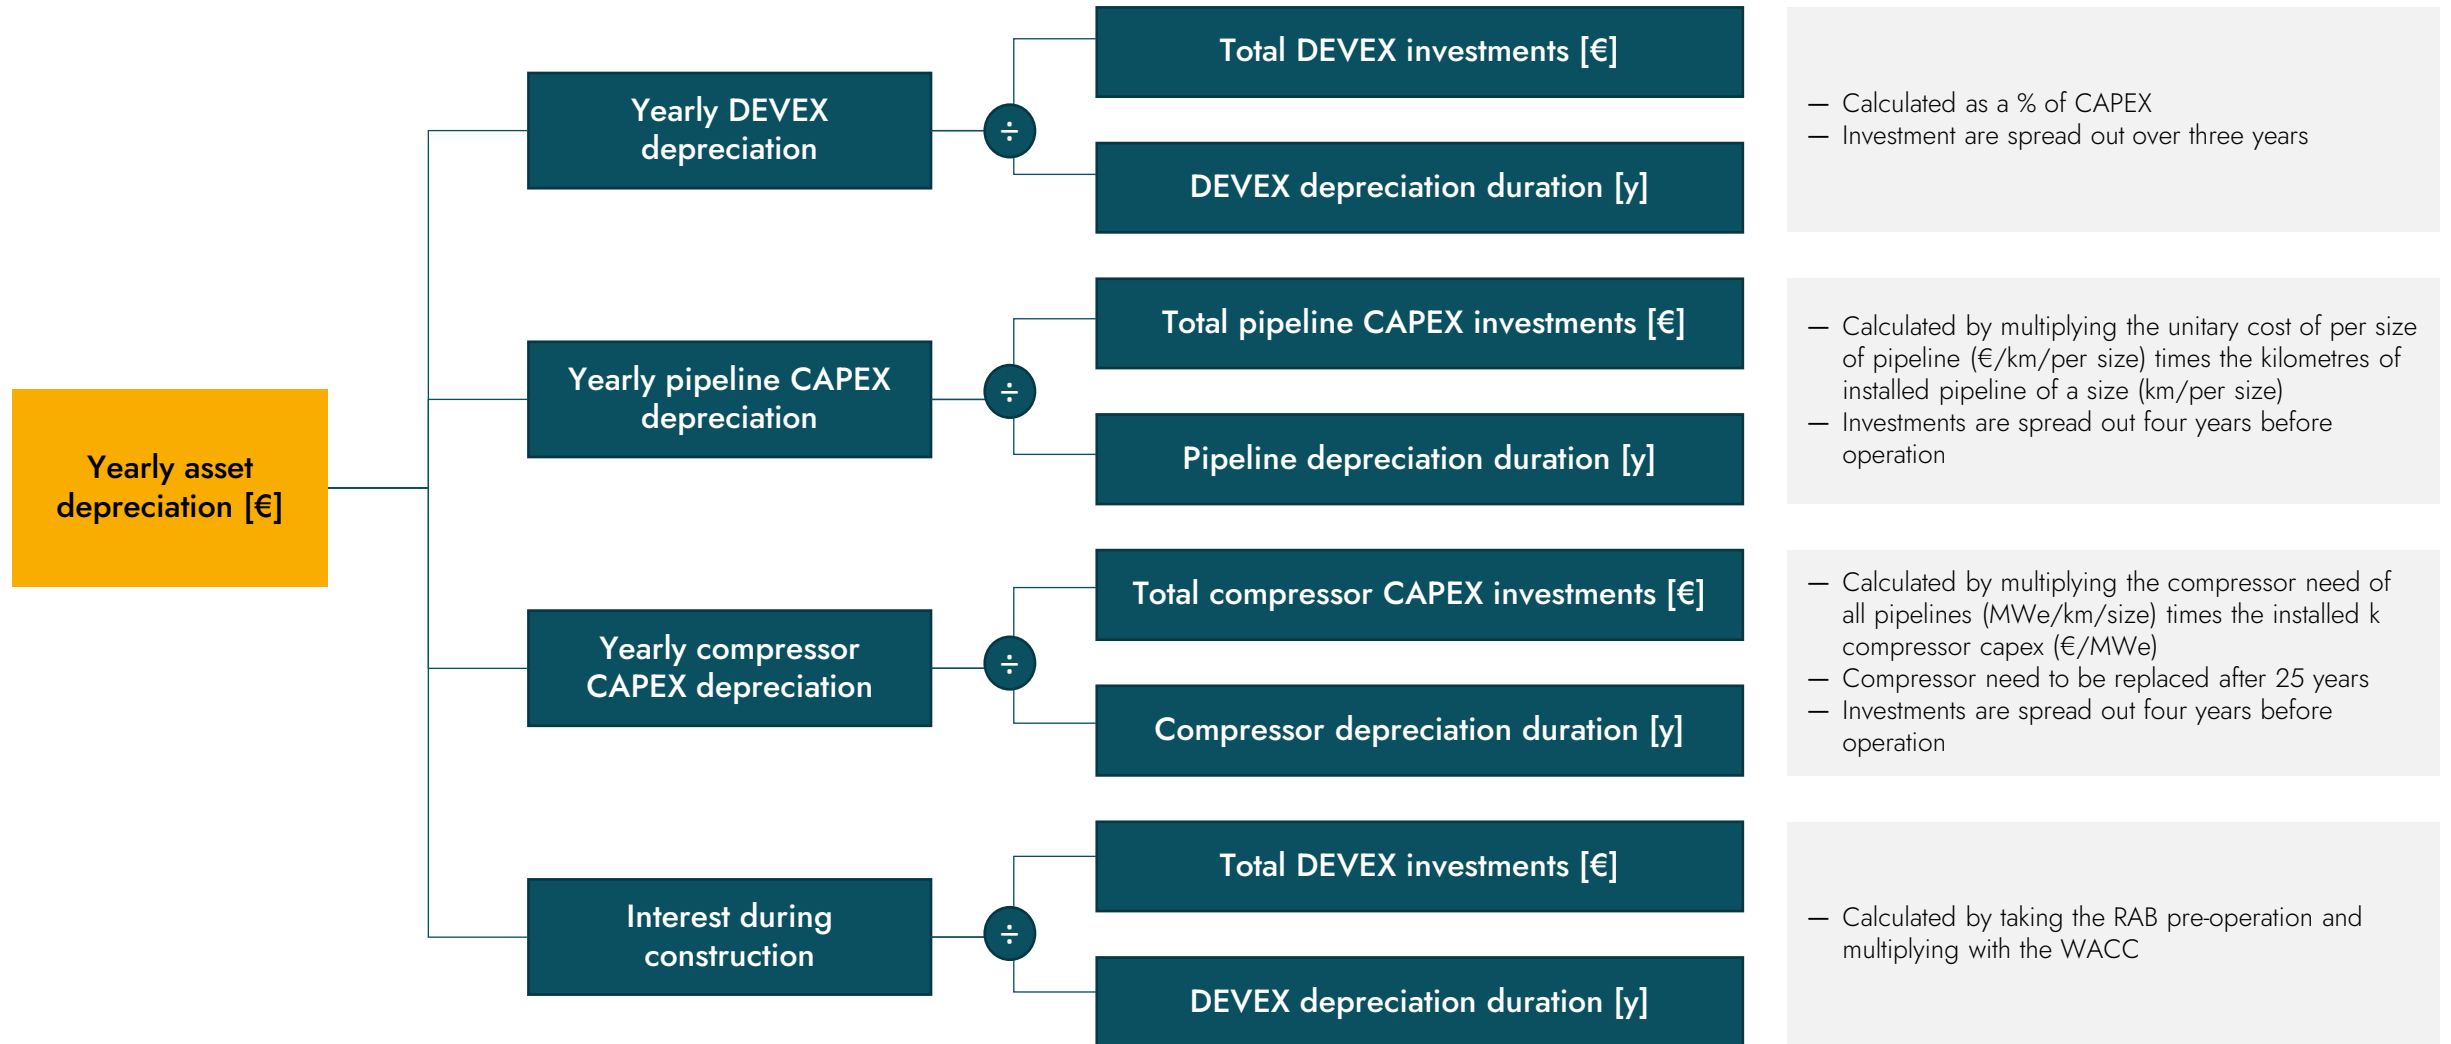 Yearly asset
depreciation [€]
Yearly DEVEX
depreciation
÷
Total DEVEX investments [€]
DEVEX depreciation duration [y]
— Calculated as a % of CAPEX
— Investment are spread out over three years
Yearly pipeline CAPEX
depreciation
÷
Total pipeline CAPEX investments [€]
Pipeline depreciation duration [y]
— Calculated by multiplying the unitary cost of per size
of pipeline (€/km/per size) times the kilometres of
installed pipeline of a size (km/per size)
— Investments are spread out four years before
operation
Yearly compressor
CAPEX depreciation
÷
Total compressor CAPEX investments [€]
Compressor depreciation duration [y]
— Calculated by multiplying the compressor need of
all pipelines (MWe/km/size) times the installed k
compressor capex (€/MWe)
— Compressor need to be replaced after 25 years
— Investments are spread out four years before
operation
Interest during
construction
÷
Total DEVEX investments [€]
DEVEX depreciation duration [y]
— Calculated by taking the RAB pre-operation and
multiplying with the WACC